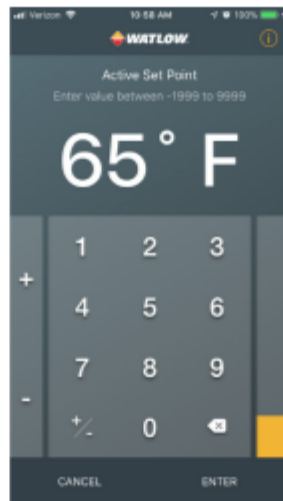 Verizon 10:58 AM 100%
WATLOW
Active Set Point
Enter value between -1999 to 9999
65° F
1 2 3
+
4 5 6
7 8 9
-
+/- 0
CANCEL ENTER